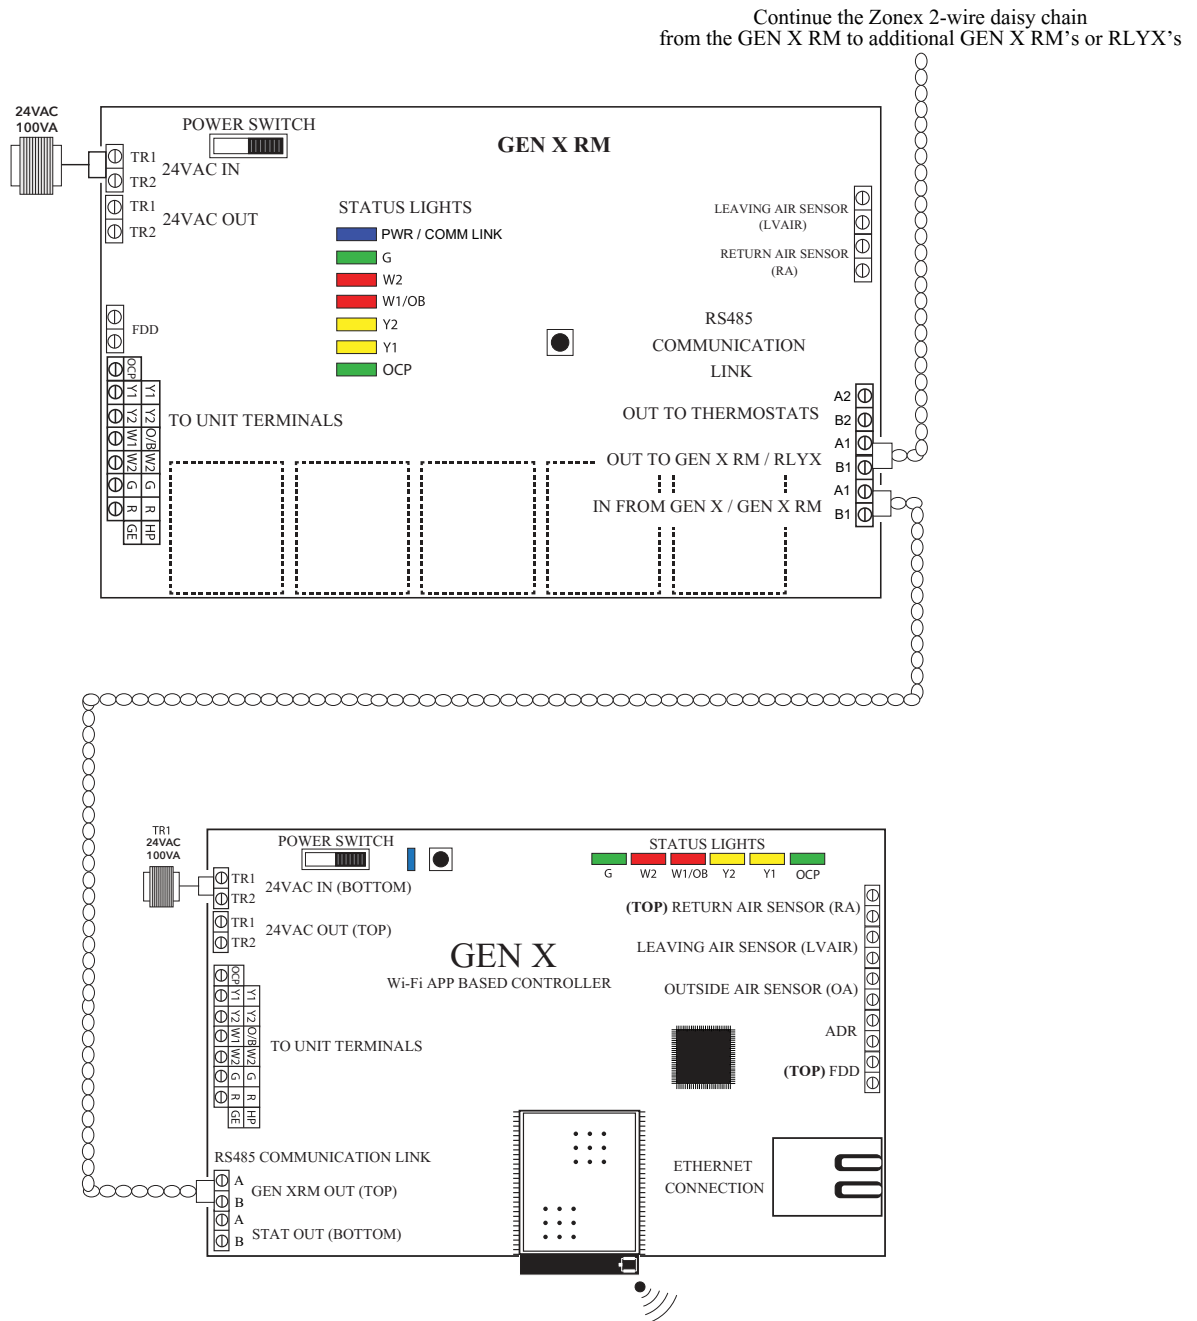 Continue the Zonex 2-wire daisy chain
from the GEN X RM to additional GEN X RM's or RLYX's
24VAC
100VA
POWER SWITCH
GEN X RM
TR1
24VAC IN
TR2
TR1
24VAC OUT
TR2
STATUS LIGHTS
PWR / COMM LINK
G
W2
W1/OB
Y2
Y1
OCP
LEAVING AIR SENSOR
(LVAIR)
RETURN AIR SENSOR
(RA)
FDD
RS485
COMMUNICATION
LINK
OCP
Y1 Y1
Y2 Y2
W1 O/B
W2 W2
G G
R R
GE HP
TO UNIT TERMINALS
A2
OUT TO THERMOSTATS
B2
A1
OUT TO GEN X RM / RLYX
B1
A1
IN FROM GEN X / GEN X RM
B1
TR1
24VAC
100VA
POWER SWITCH
STATUS LIGHTS
G W2 W1/OB Y2 Y1 OCP
TR1
24VAC IN (BOTTOM)
TR2
TR1
24VAC OUT (TOP)
TR2
GEN X
Wi-Fi APP BASED CONTROLLER
(TOP) RETURN AIR SENSOR (RA)
LEAVING AIR SENSOR (LVAIR)
OUTSIDE AIR SENSOR (OA)
ADR
(TOP) FDD
OCP
Y1 Y1
Y2 Y2
W1 O/B
W2 W2
G G
R R
GE HP
TO UNIT TERMINALS
RS485 COMMUNICATION LINK
A
GEN XRM OUT (TOP)
B
A
STAT OUT (BOTTOM)
B
ETHERNET
CONNECTION